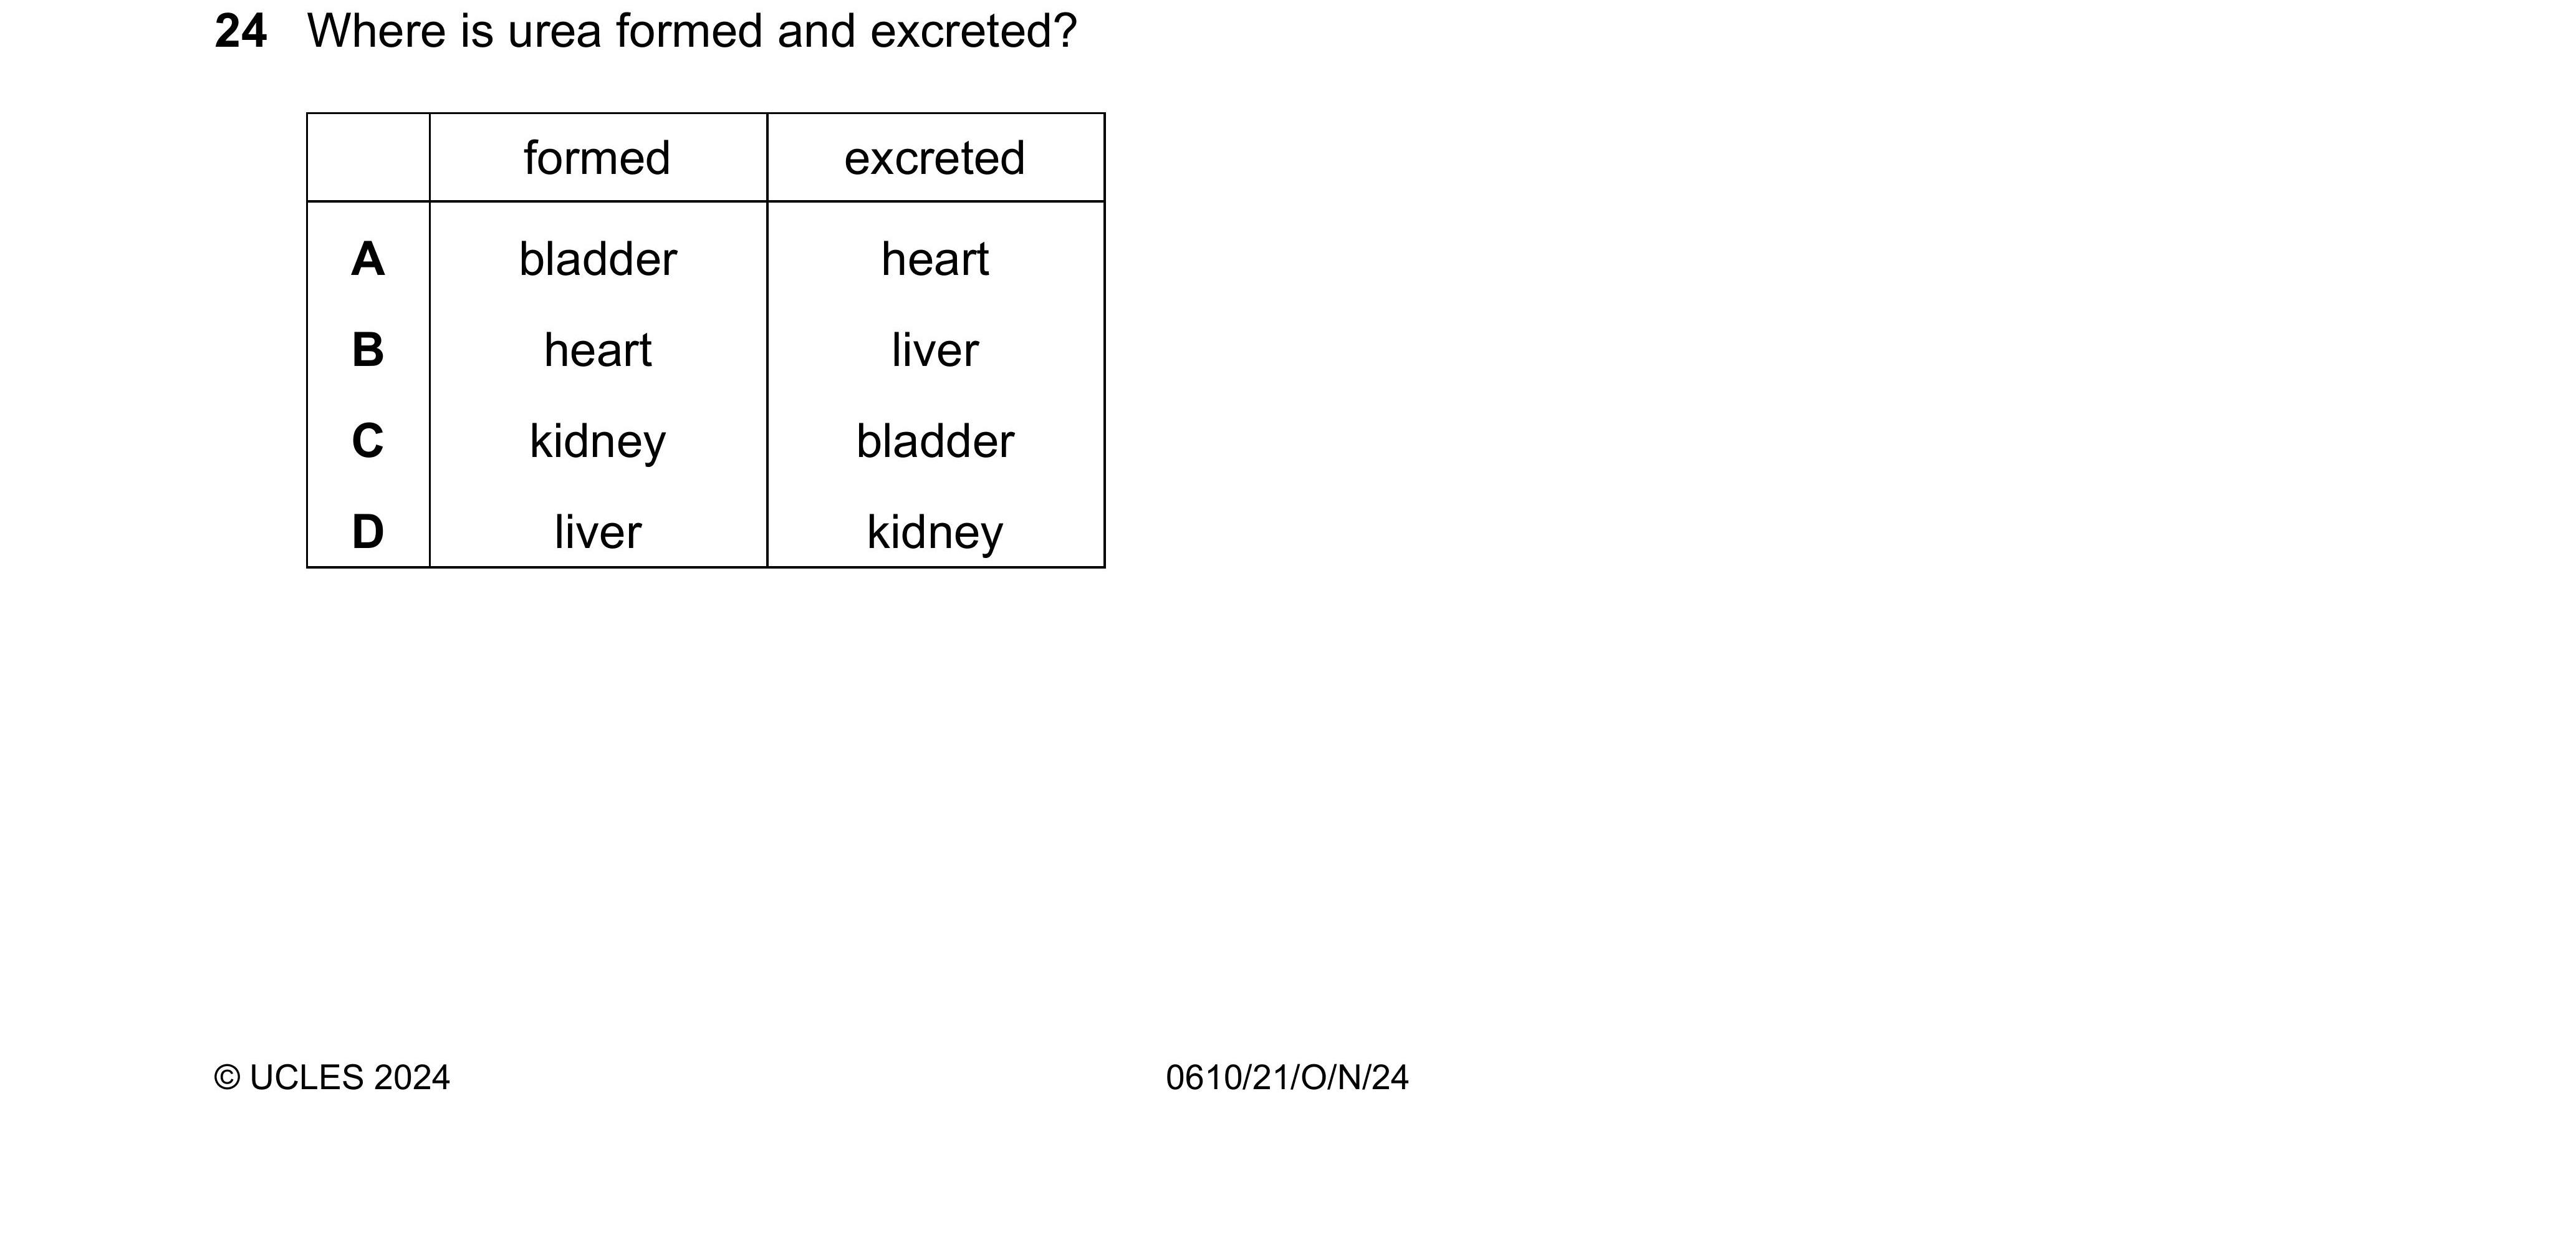 24 Where is urea formed and excreted?
formed excreted
A bladder heart
B heart liver
C kidney bladder
D liver kidney
© UCLES 2024 0610/21/O/N/24